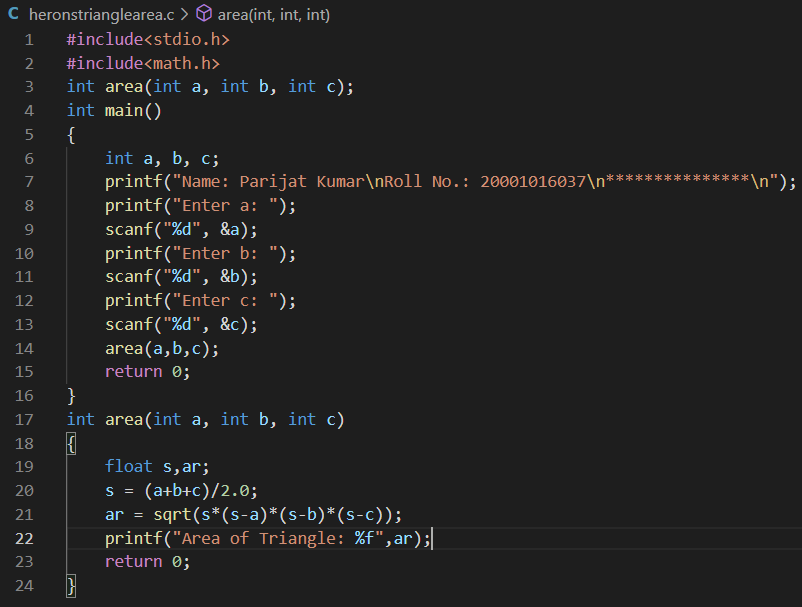 C heronstrianglearea.c > area(int, int, int)
1 #include<stdio.h>
2 #include<math.h>
3 int area(int a, int b, int c);
4 int main()
5 {
6     int a, b, c;
7     printf("Name: Parijat Kumar\nRoll No.: 20001016037\n***************\n");
8     printf("Enter a: ");
9     scanf("%d", &a);
10     printf("Enter b: ");
11     scanf("%d", &b);
12     printf("Enter c: ");
13     scanf("%d", &c);
14     area(a,b,c);
15     return 0;
16 }
17 int area(int a, int b, int c)
18 {
19     float s,ar;
20     s = (a+b+c)/2.0;
21     ar = sqrt(s*(s-a)*(s-b)*(s-c));
22     printf("Area of Triangle: %f",ar);
23     return 0;
24 }